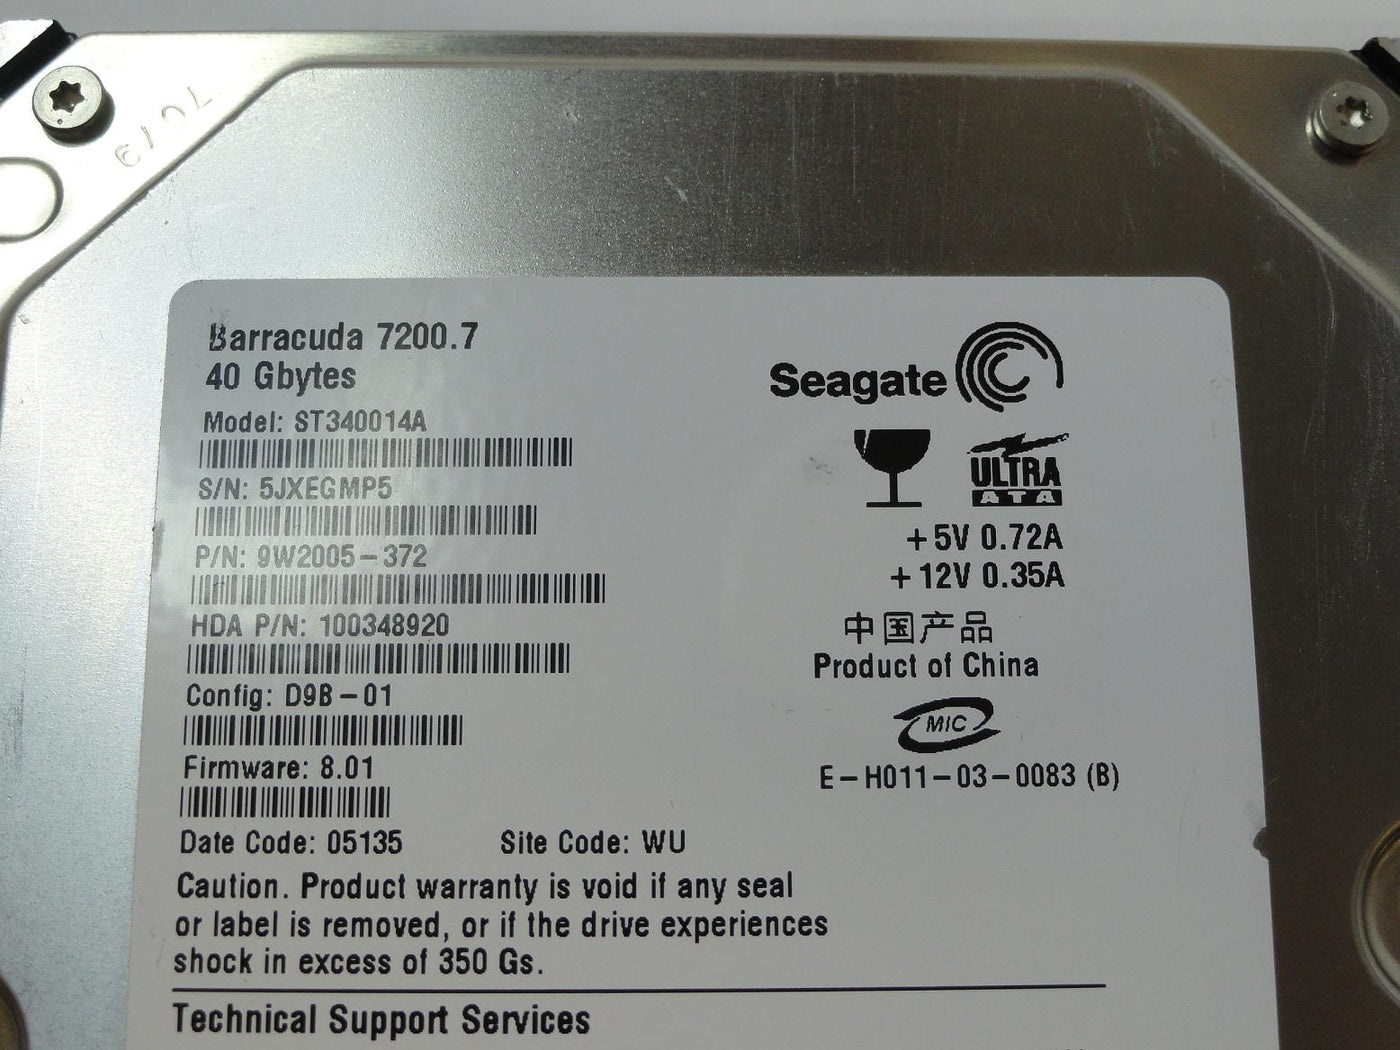 7079
Barracuda 7200.7
40 Gbytes
Model: ST340014A
S/N: 5JXEGMP5
P/N: 9W2005-372
HDA P/N: 100348920
Config: D9B-01
Firmware: 8.01
Date Code: 05135 Site Code: WU
Caution. Product warranty is void if any seal
or label is removed, or if the drive experiences
shock in excess of 350 Gs.
Technical Support Services
Seagate
ULTRA
ATA
+5V 0.72A
+12V 0.35A
中国产品
Product of China
MIC
E-H011-03-0083 (B)